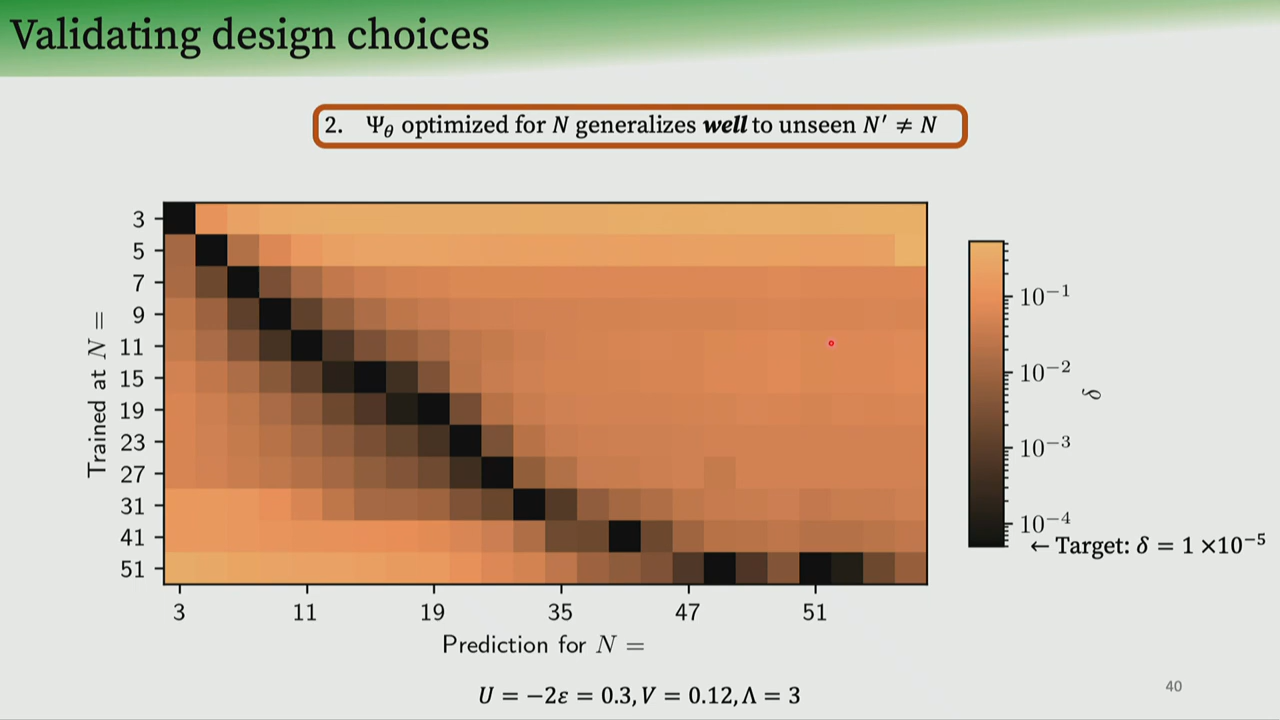 Validating design choices
2. Ψθ optimized for N generalizes well to unseen N′ ≠ N
Trained at N =
3
5
7
9
11
15
19
23
27
31
41
51
3 11 19 35 47 51
Prediction for N =
10⁻¹
10⁻²
10⁻³
10⁻⁴
δ
← Target: δ = 1 ×10⁻⁵
U = −2ε = 0.3, V = 0.12, Λ = 3
40